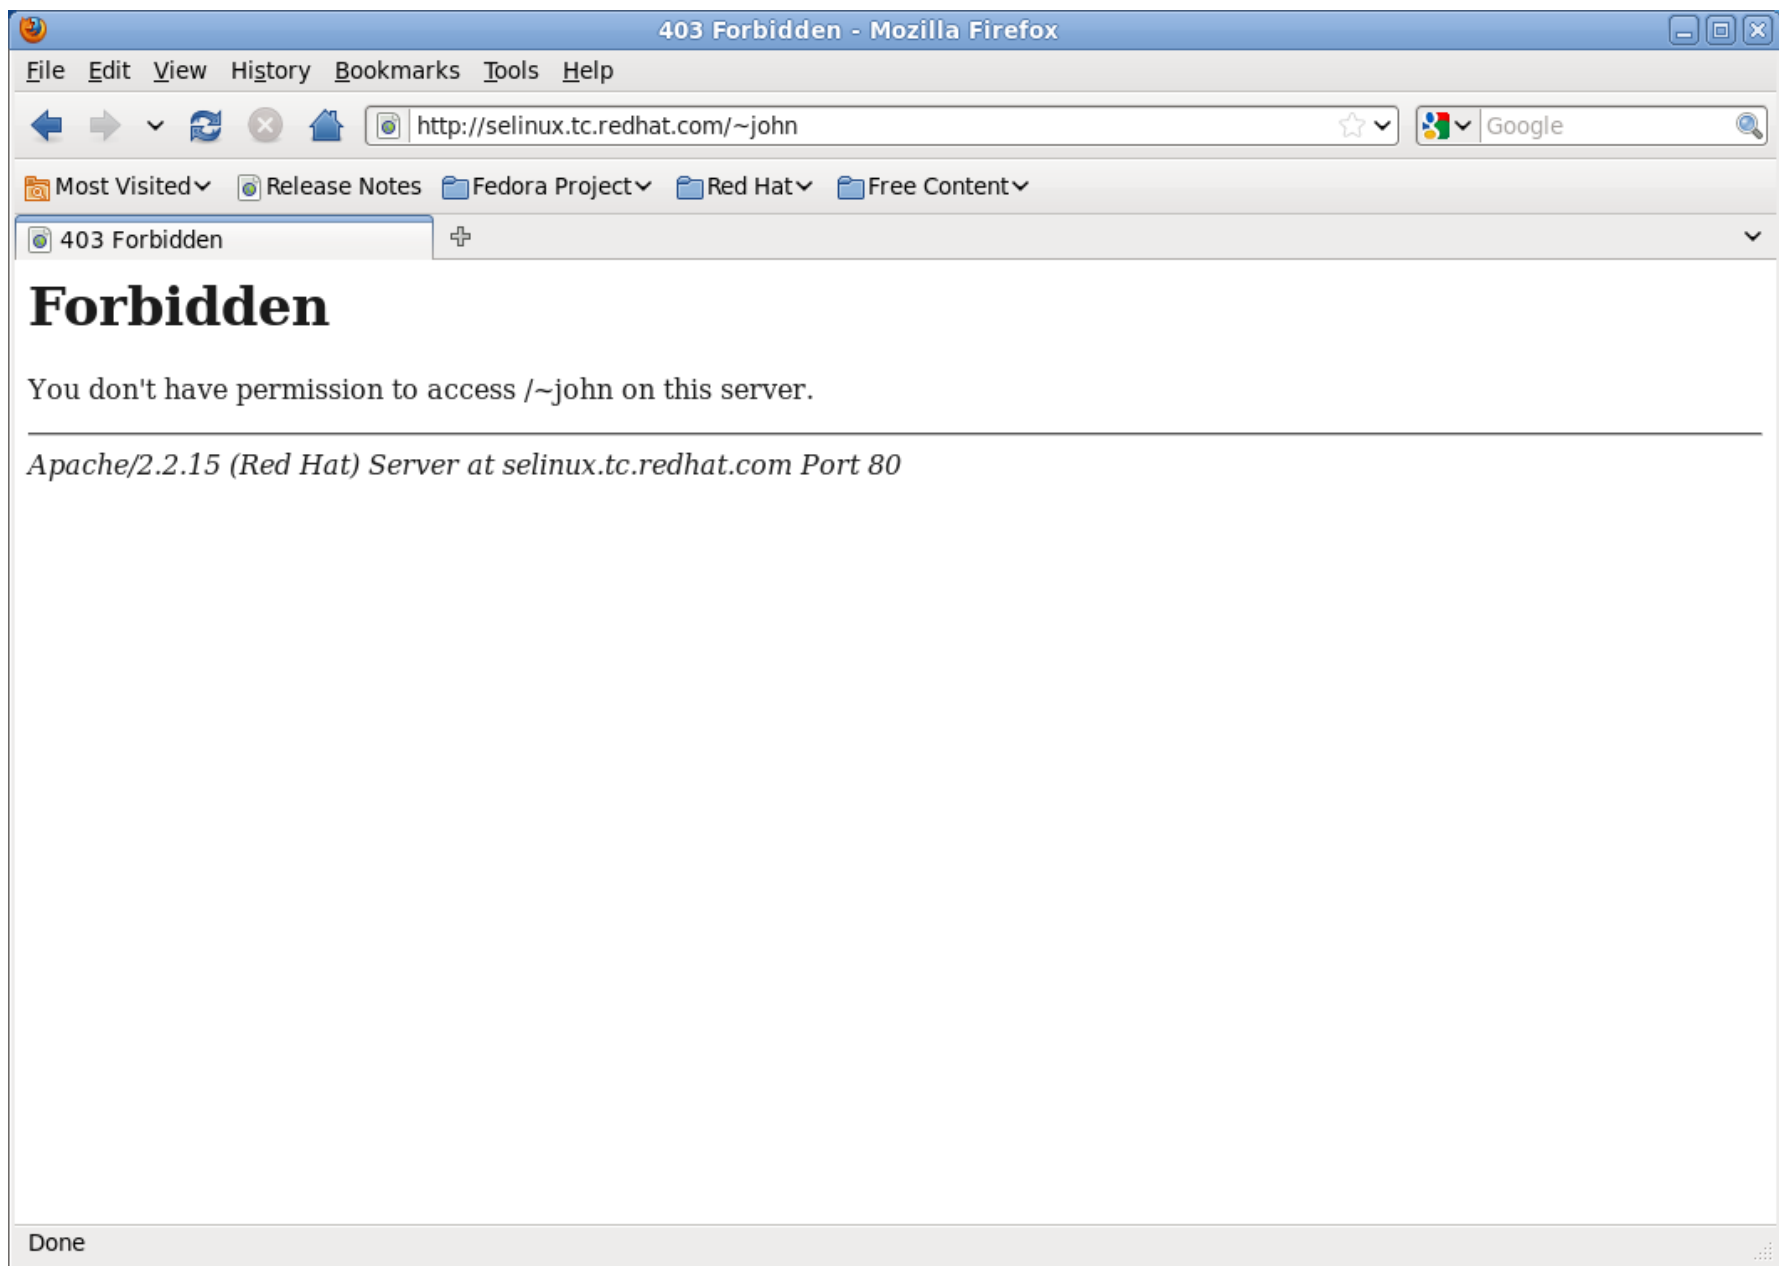 403 Forbidden - Mozilla Firefox
File Edit View History Bookmarks Tools Help
http://selinux.tc.redhat.com/~john Google
Most Visited Release Notes Fedora Project Red Hat Free Content
403 Forbidden
Forbidden
You don't have permission to access /~john on this server.
Apache/2.2.15 (Red Hat) Server at selinux.tc.redhat.com Port 80
Done